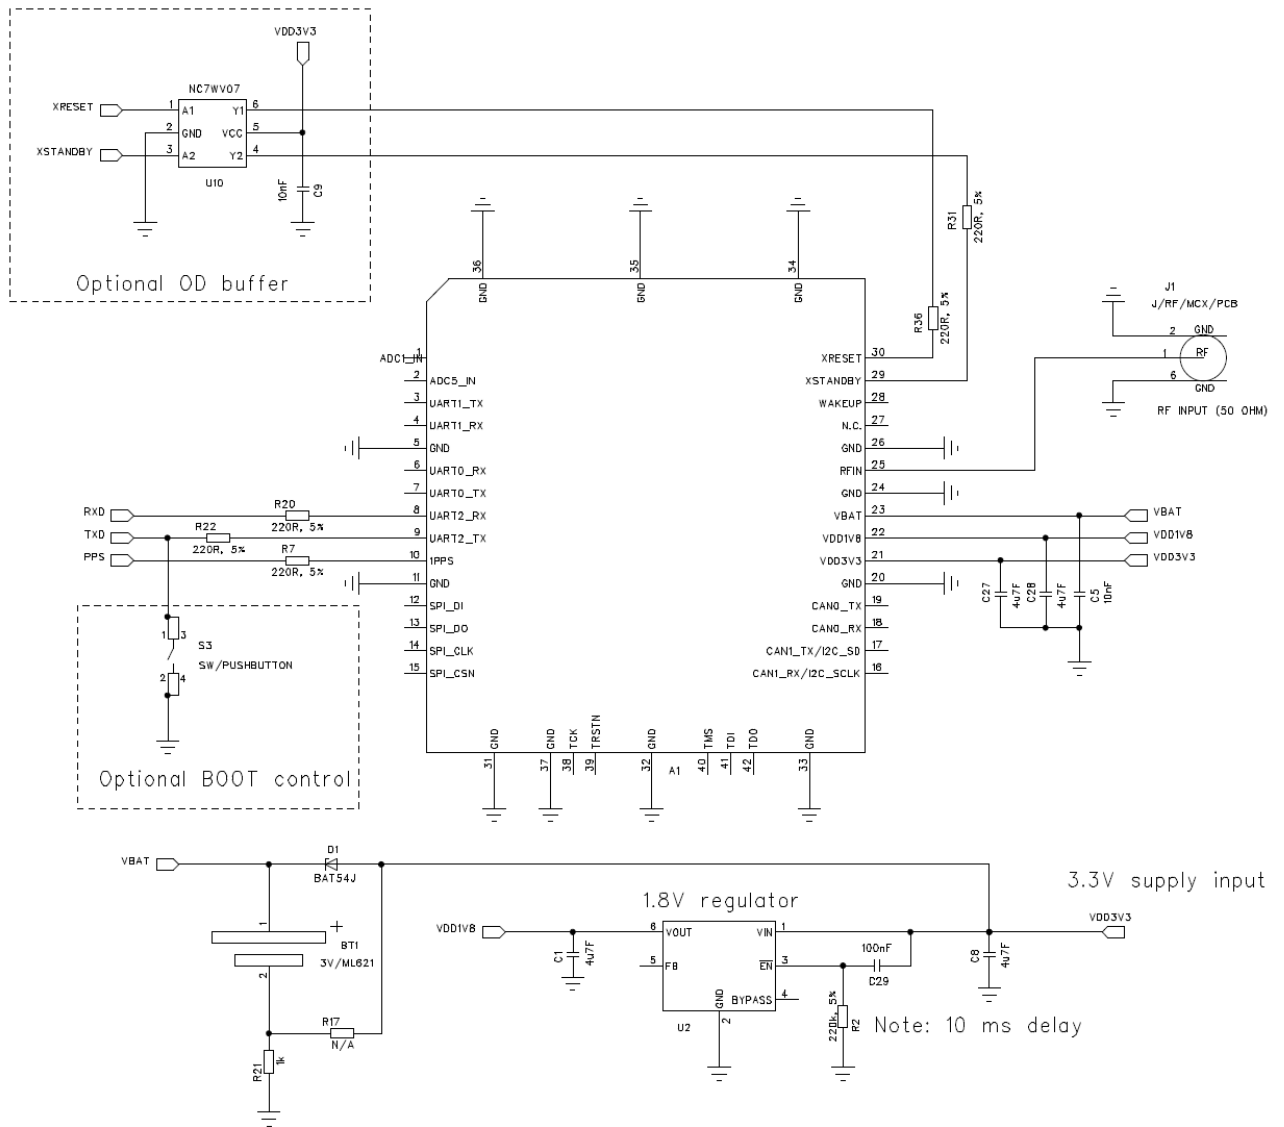 VDD3V3
NC7WV07
XRESET 1 A1 Y1 6
2 GND VCC 5
XSTANDBY 3 A2 Y2 4
U10
10nF C9
Optional OD buffer
R31 220R, 5%
R36 220R, 5%
36 GND
35 GND
34 GND
J1
J/RF/MCX/PCB
2 GND
1 RF
6 GND
RF INPUT (50 OHM)
1 ADC1_IN
2 ADC5_IN
3 UART1_TX
4 UART1_RX
5 GND
6 UART0_RX
7 UART0_TX
RXD R20 220R, 5% 8 UART2_RX
TXD R22 220R, 5% 9 UART2_TX
PPS R7 220R, 5% 10 1PPS
11 GND
12 SPI_DI
13 SPI_DO
14 SPI_CLK
15 SPI_CSN
XRESET 30
XSTANDBY 29
WAKEUP 28
N.C. 27
GND 26
RFIN 25
GND 24
VBAT 23 VBAT
VDD1V8 22 VDD1V8
VDD3V3 21 VDD3V3
GND 20
CAN0_TX 19
CAN0_RX 18
CAN1_TX/I2C_SD 17
CAN1_RX/I2C_SCLK 16
C27 4u7F
C28 4u7F
C5 10nF
1 3
S3
SW/PUSHBUTTON
2 4
Optional BOOT control
31 GND
37 GND
38 TCK
39 TRSTN
32 GND
A1
40 TMS
41 TDI
42 TDO
33 GND
VBAT
D1
BAT54J
1 +
BT1
3V/ML621
2
R17
N/A
R21 1k
1.8V regulator
3.3V supply input
VDD1V8
C1 4u7F
6 VOUT VIN 1
5 FB EN 3
GND BYPASS 4
U2 2
100nF
C29
C8 4u7F
VDD3V3
220k, 5% R2
Note: 10 ms delay